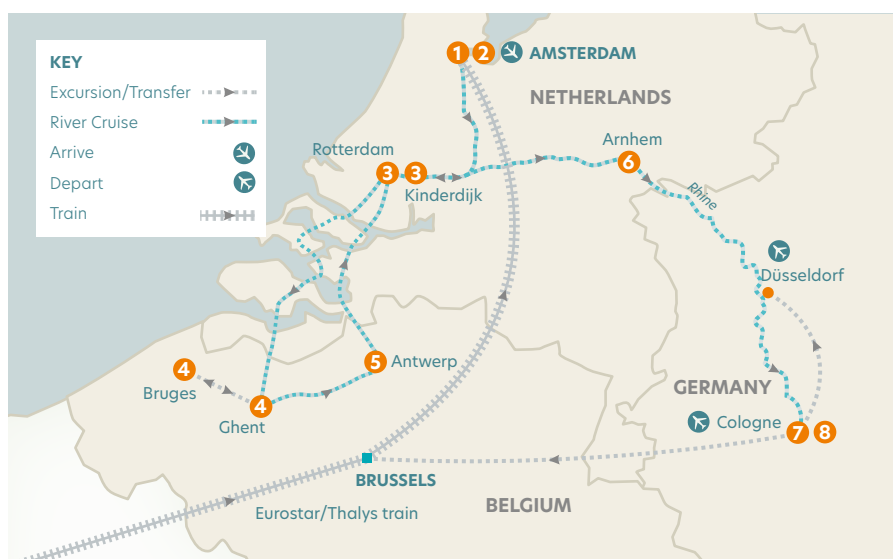 KEY
Excursion/Transfer
River Cruise
Arrive
Depart
Train
1 2 AMSTERDAM
NETHERLANDS
Rotterdam
Arnhem
3 3
6
Kinderdijk
Rhine
Düsseldorf
4
Bruges
5 Antwerp
4
Ghent
GERMANY
Cologne 7 8
BRUSSELS
BELGIUM
Eurostar/Thalys train